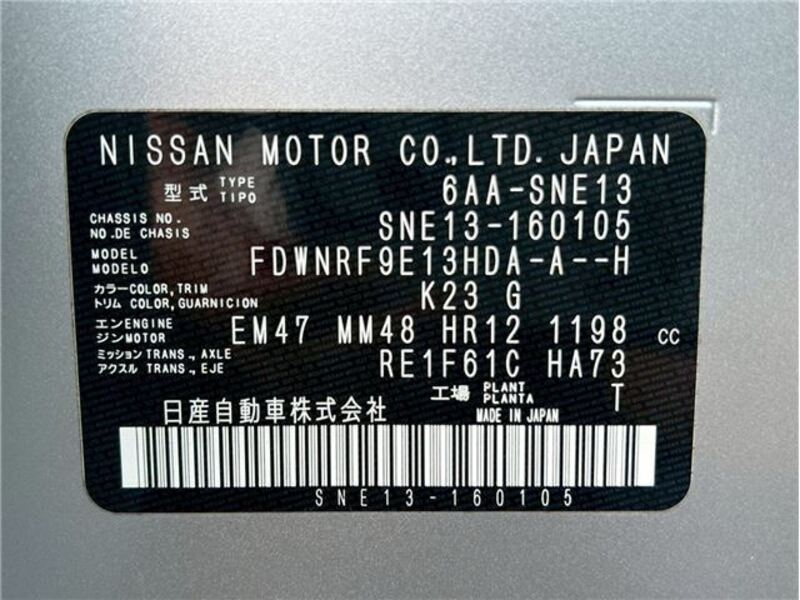 NISSAN MOTOR CO.,LTD. JAPAN
型式 TYPE TIPO 6AA-SNE13
CHASSIS NO. NO.DE CHASIS SNE13-160105
MODEL MODELO FDWNRF9E13HDA-A--H
カラー COLOR,TRIM トリム COLOR,GUARNICION K23 G
エンジン ENGINE MOTOR EM47 MM48 HR12 1198 cc
ミッション TRANS., AXLE アクスル TRANS., EJE RE1F61C HA73
工場 PLANT PLANTA T
日産自動車株式会社 MADE IN JAPAN
SNE13-160105